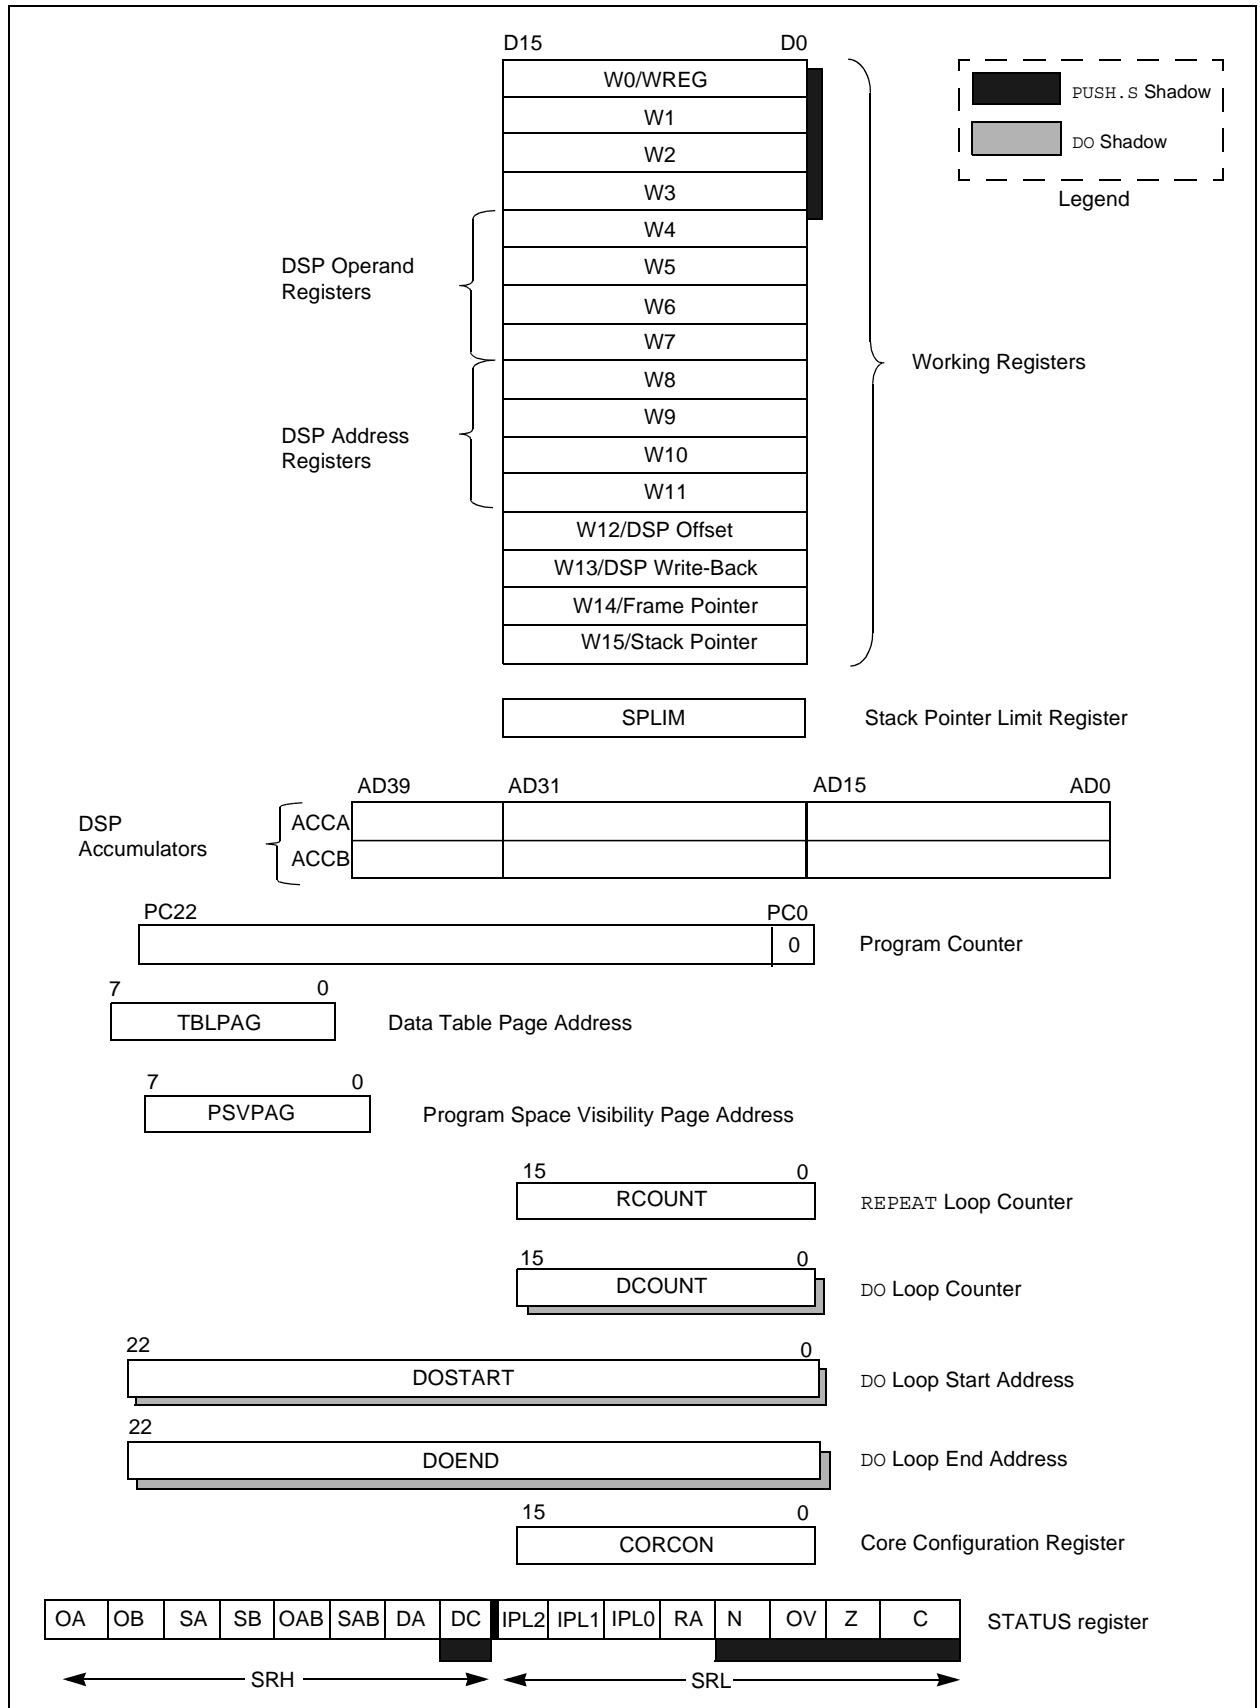 D15 D0
W0/WREG
W1
W2
W3
W4
W5
W6
W7
W8
W9
W10
W11
W12/DSP Offset
W13/DSP Write-Back
W14/Frame Pointer
W15/Stack Pointer
PUSH.S Shadow
DO Shadow
Legend
DSP Operand
Registers
DSP Address
Registers
Working Registers
SPLIM Stack Pointer Limit Register
AD39 AD31 AD15 AD0
DSP
Accumulators
ACCA
ACCB
PC22 PC0
0 Program Counter
7 0
TBLPAG Data Table Page Address
7 0
PSVPAG Program Space Visibility Page Address
15 0
RCOUNT REPEAT Loop Counter
15 0
DCOUNT DO Loop Counter
22 0
DOSTART DO Loop Start Address
22
DOEND DO Loop End Address
15 0
CORCON Core Configuration Register
OA OB SA SB OAB SAB DA DC IPL2 IPL1 IPL0 RA N OV Z C STATUS register
SRH SRL